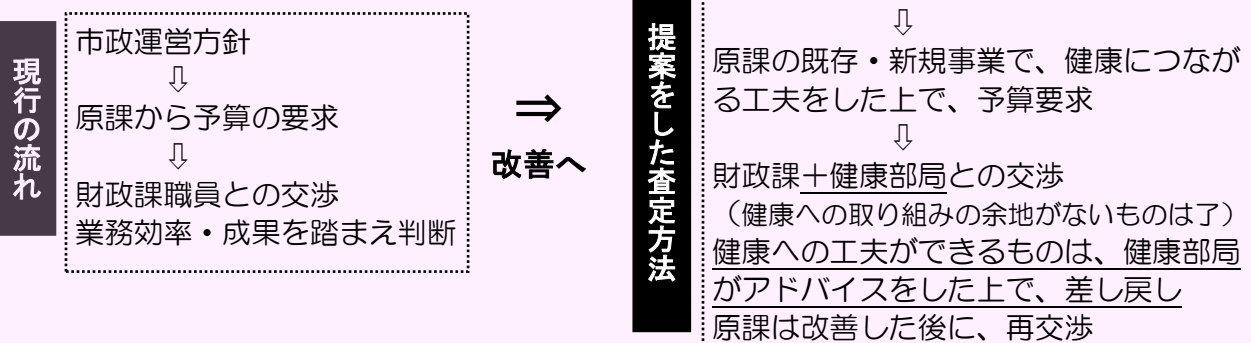 現行の流れ
市政運営方針
⇩
原課から予算の要求
⇩
財政課職員との交渉
業務効率・成果を踏まえ判断
⇒
改善へ
提案をした査定方法
⇩
原課の既存・新規事業で、健康につなが
る工夫をした上で、予算要求
⇩
財政課＋健康部局との交渉
（健康への取り組みの余地がないものは了）
健康への工夫ができるものは、健康部局
がアドバイスをした上で、差し戻し
原課は改善した後に、再交渉